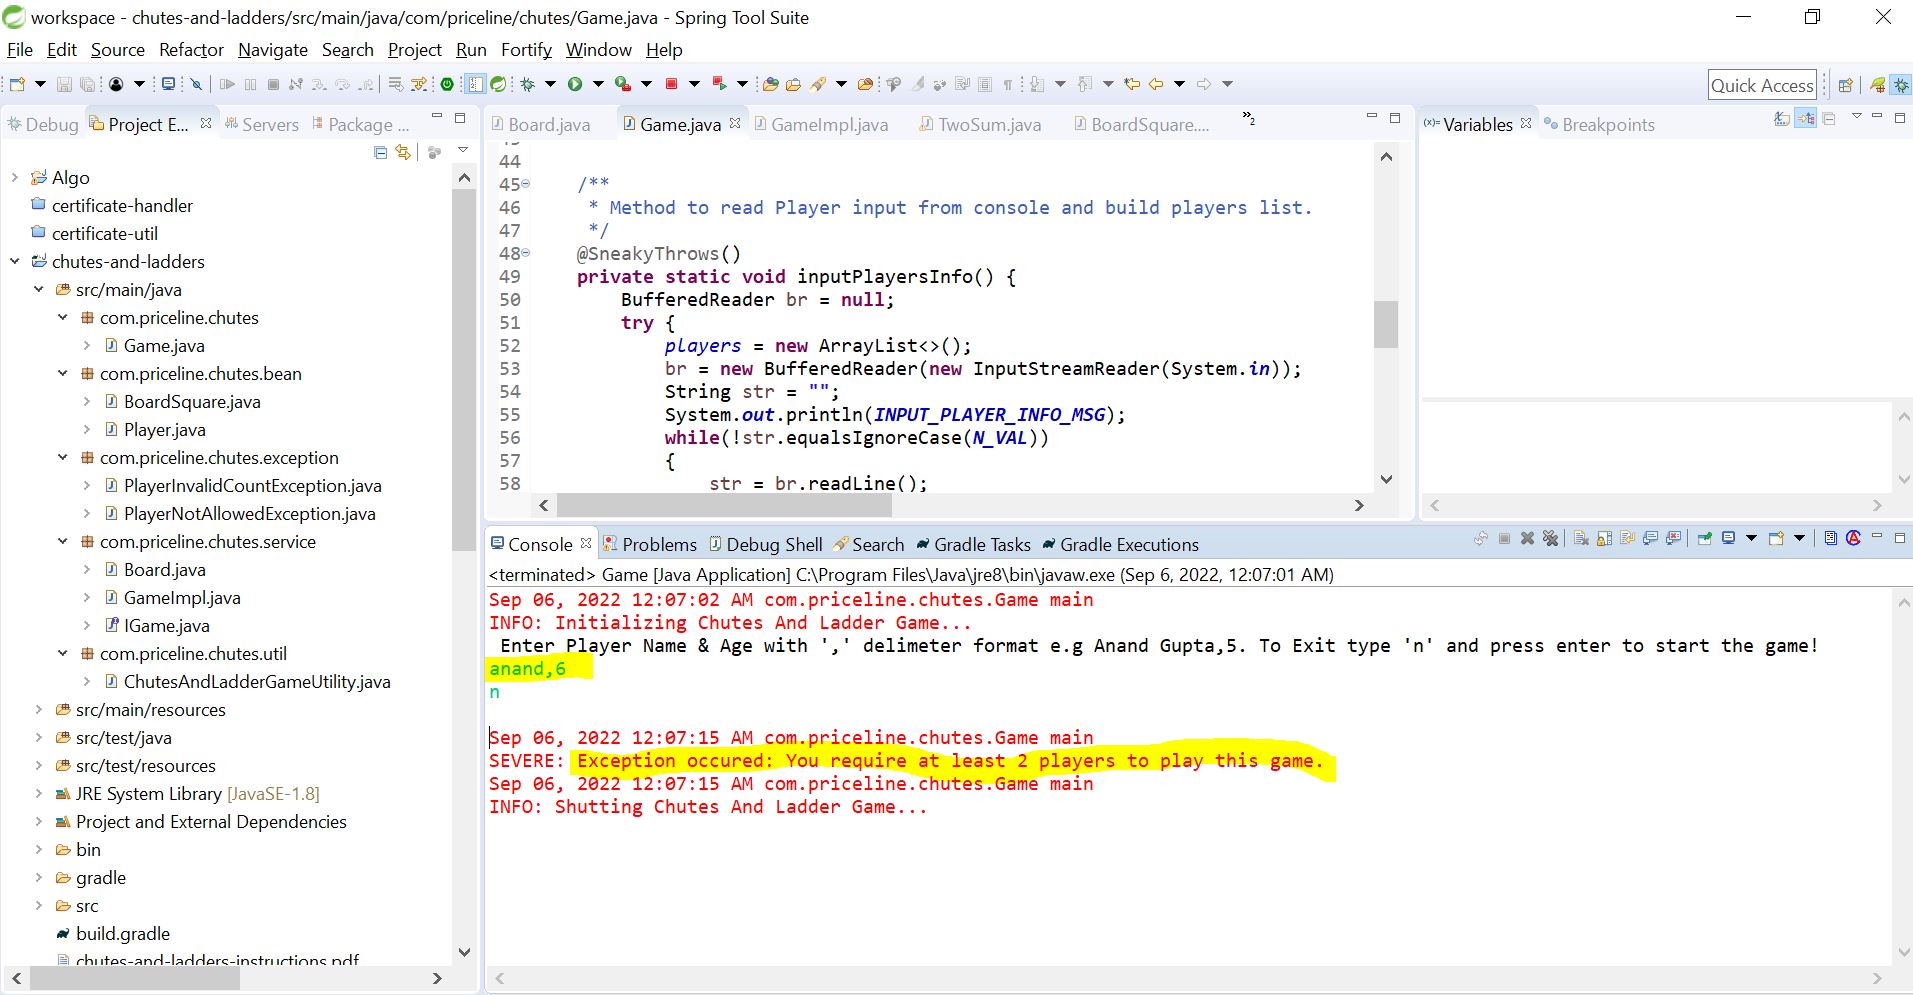 workspace - chutes-and-ladders/src/main/java/com/priceline/chutes/Game.java - Spring Tool Suite
File Edit Source Refactor Navigate Search Project Run Fortify Window Help
Quick Access
Debug Project E... Servers Package ...
Algo
certificate-handler
certificate-util
chutes-and-ladders
src/main/java
com.priceline.chutes
Game.java
com.priceline.chutes.bean
BoardSquare.java
Player.java
com.priceline.chutes.exception
PlayerInvalidCountException.java
PlayerNotAllowedException.java
com.priceline.chutes.service
Board.java
GameImpl.java
IGame.java
com.priceline.chutes.util
ChutesAndLadderGameUtility.java
src/main/resources
src/test/java
src/test/resources
JRE System Library [JavaSE-1.8]
Project and External Dependencies
bin
gradle
src
build.gradle
chutes-and-ladders-instructions.pdf
Board.java Game.java GameImpl.java TwoSum.java BoardSquare.... »2
44
45 /**
46 * Method to read Player input from console and build players list.
47 */
48 @SneakyThrows()
49 private static void inputPlayersInfo() {
50 BufferedReader br = null;
51 try {
52 players = new ArrayList<>();
53 br = new BufferedReader(new InputStreamReader(System.in));
54 String str = "";
55 System.out.println(INPUT_PLAYER_INFO_MSG);
56 while(!str.equalsIgnoreCase(N_VAL))
57 {
58 str = br.readLine();
(x)= Variables Breakpoints
Console Problems Debug Shell Search Gradle Tasks Gradle Executions
<terminated> Game [Java Application] C:\Program Files\Java\jre8\bin\javaw.exe (Sep 6, 2022, 12:07:01 AM)
Sep 06, 2022 12:07:02 AM com.priceline.chutes.Game main
INFO: Initializing Chutes And Ladder Game...
Enter Player Name & Age with ',' delimeter format e.g Anand Gupta,5. To Exit type 'n' and press enter to start the game!
anand,6
n
Sep 06, 2022 12:07:15 AM com.priceline.chutes.Game main
SEVERE: Exception occured: You require at least 2 players to play this game.
Sep 06, 2022 12:07:15 AM com.priceline.chutes.Game main
INFO: Shutting Chutes And Ladder Game...